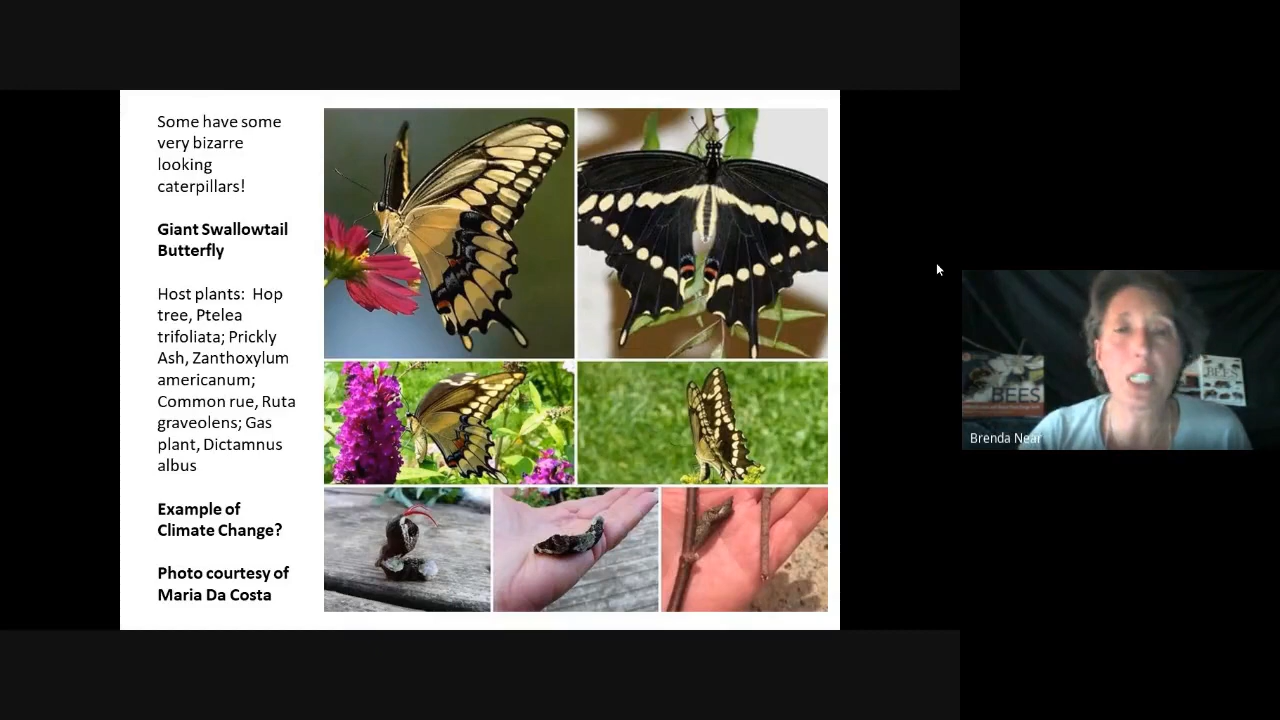 Some have some
very bizarre
looking
caterpillars!
Giant Swallowtail
Butterfly
Host plants:  Hop
tree, Ptelea
trifoliata; Prickly
Ash, Zanthoxylum
americanum;
Common rue, Ruta
graveolens; Gas
plant, Dictamnus
albus
Example of
Climate Change?
Photo courtesy of
Maria Da Costa
BEES
BEES
Brenda Near